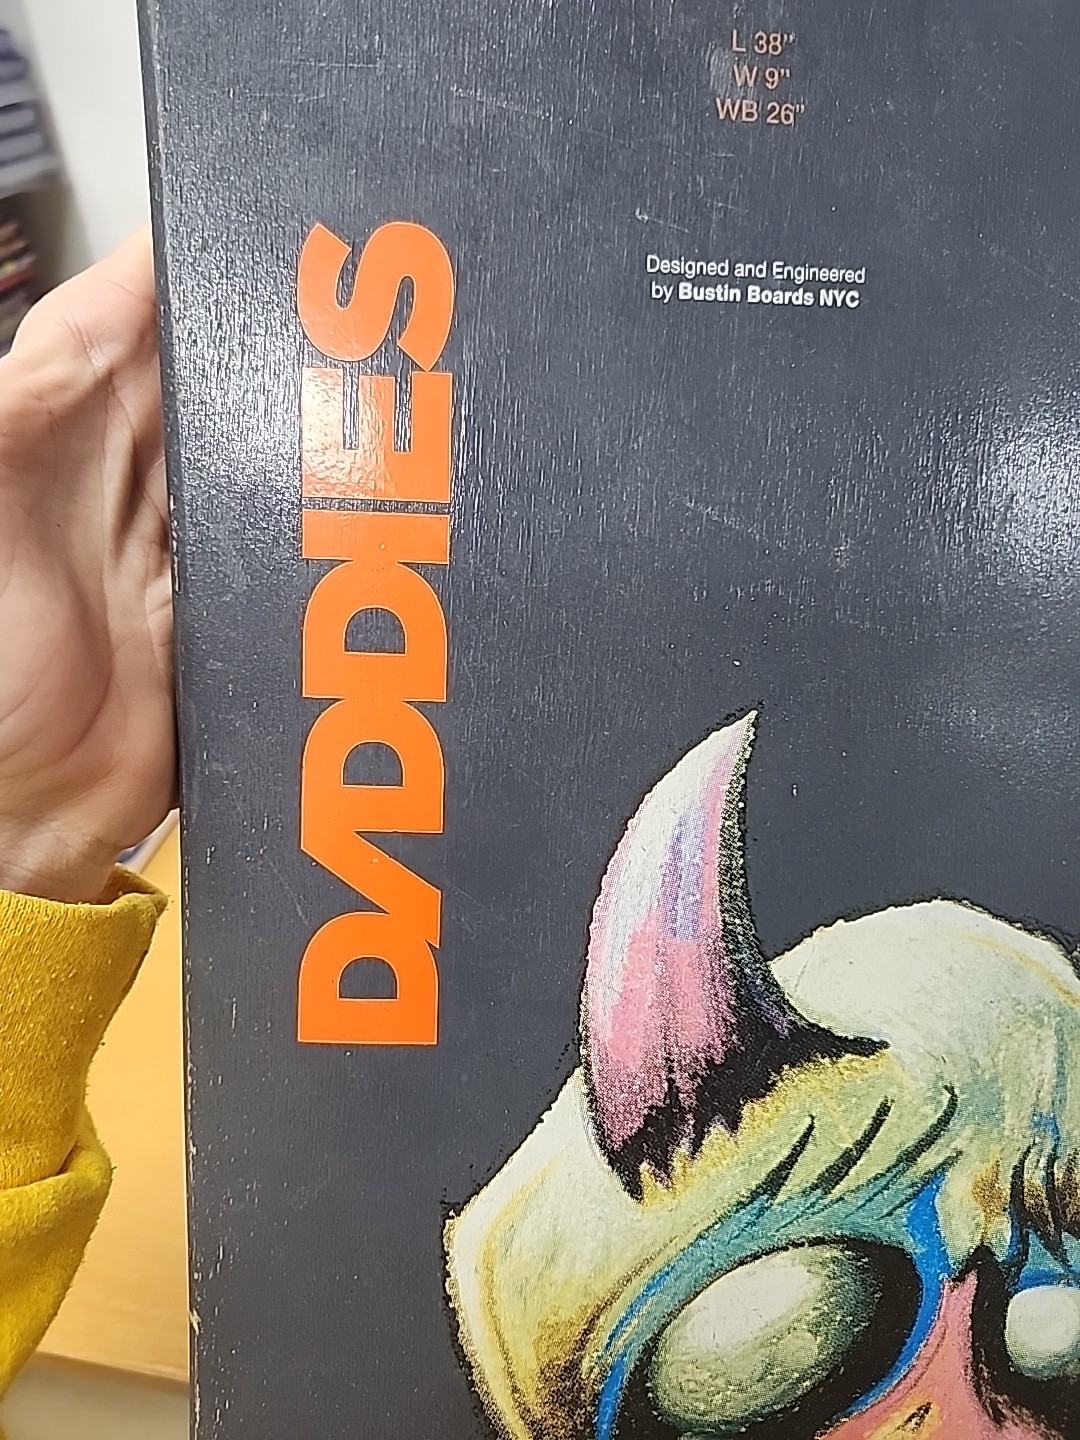 L 38"
W 9"
WB 26"
Designed and Engineered
by Bustin Boards NYC
DADDIES